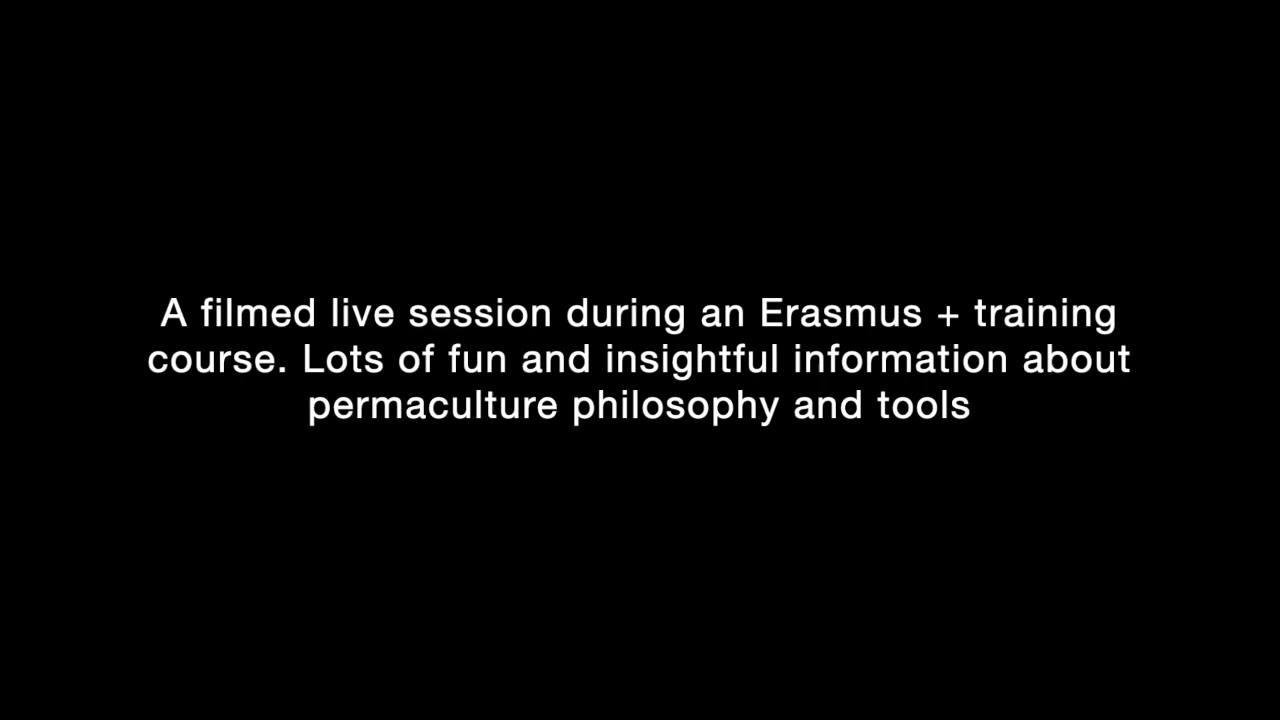 A filmed live session during an Erasmus + training
course. Lots of fun and insightful information about
permaculture philosophy and tools